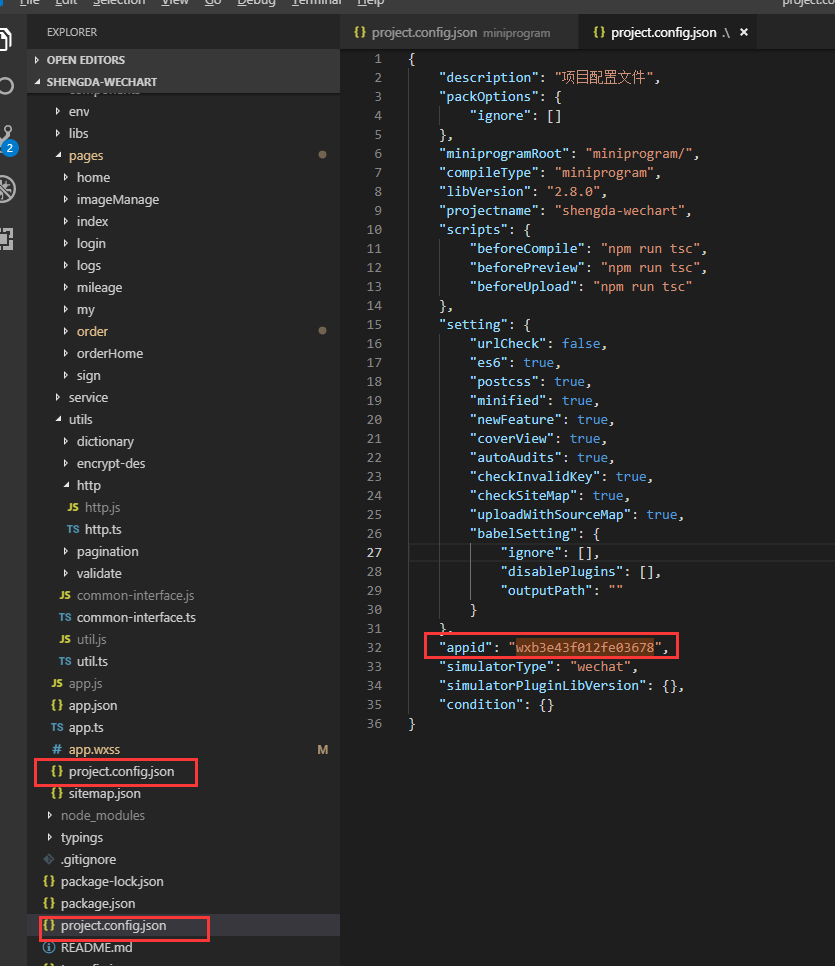 File Edit Selection View Go Debug Terminal Help
EXPLORER
OPEN EDITORS
SHENGDA-WECHART
components
env
libs
pages
home
imageManage
index
login
logs
mileage
my
order
orderHome
sign
service
utils
dictionary
encrypt-des
http
JS http.js
TS http.ts
pagination
validate
JS common-interface.js
TS common-interface.ts
JS util.js
TS util.ts
JS app.js
{} app.json
TS app.ts
# app.wxss M
{} project.config.json
{} sitemap.json
node_modules
typings
.gitignore
{} package-lock.json
{} package.json
{} project.config.json
README.md
2
{} project.config.json miniprogram
{} project.config.json .\ ×
1 {
2 "description": "项目配置文件",
3 "packOptions": {
4 "ignore": []
5 },
6 "miniprogramRoot": "miniprogram/",
7 "compileType": "miniprogram",
8 "libVersion": "2.8.0",
9 "projectname": "shengda-wechart",
10 "scripts": {
11 "beforeCompile": "npm run tsc",
12 "beforePreview": "npm run tsc",
13 "beforeUpload": "npm run tsc"
14 },
15 "setting": {
16 "urlCheck": false,
17 "es6": true,
18 "postcss": true,
19 "minified": true,
20 "newFeature": true,
21 "coverView": true,
22 "autoAudits": true,
23 "checkInvalidKey": true,
24 "checkSiteMap": true,
25 "uploadWithSourceMap": true,
26 "babelSetting": {
27 "ignore": [],
28 "disablePlugins": [],
29 "outputPath": ""
30 }
31 },
32 "appid": "wxb3e43f012fe03678",
33 "simulatorType": "wechat",
34 "simulatorPluginLibVersion": {},
35 "condition": {}
36 }